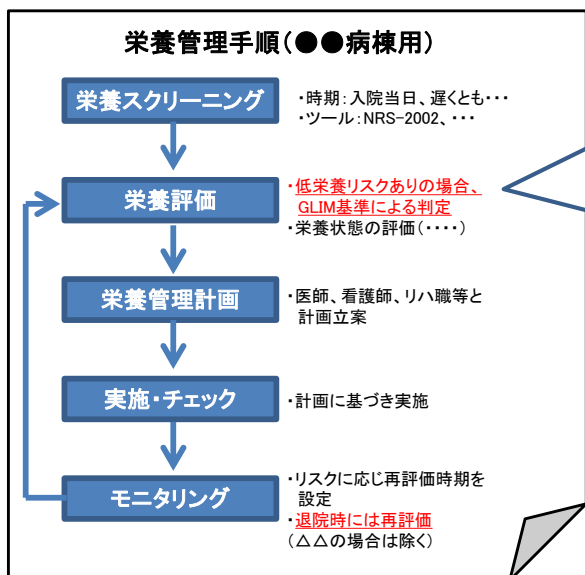 栄養管理手順(●●病棟用)
栄養スクリーニング
・時期:入院当日、遅くとも・・・
・ツール:NRS-2002、・・・
栄養評価
・低栄養リスクありの場合、
GLIM基準による判定
・栄養状態の評価(・・・・)
栄養管理計画
・医師、看護師、リハ職等と
計画立案
実施・チェック
・計画に基づき実施
モニタリング
・リスクに応じ再評価時期を
設定
・退院時には再評価
(△△の場合は除く)